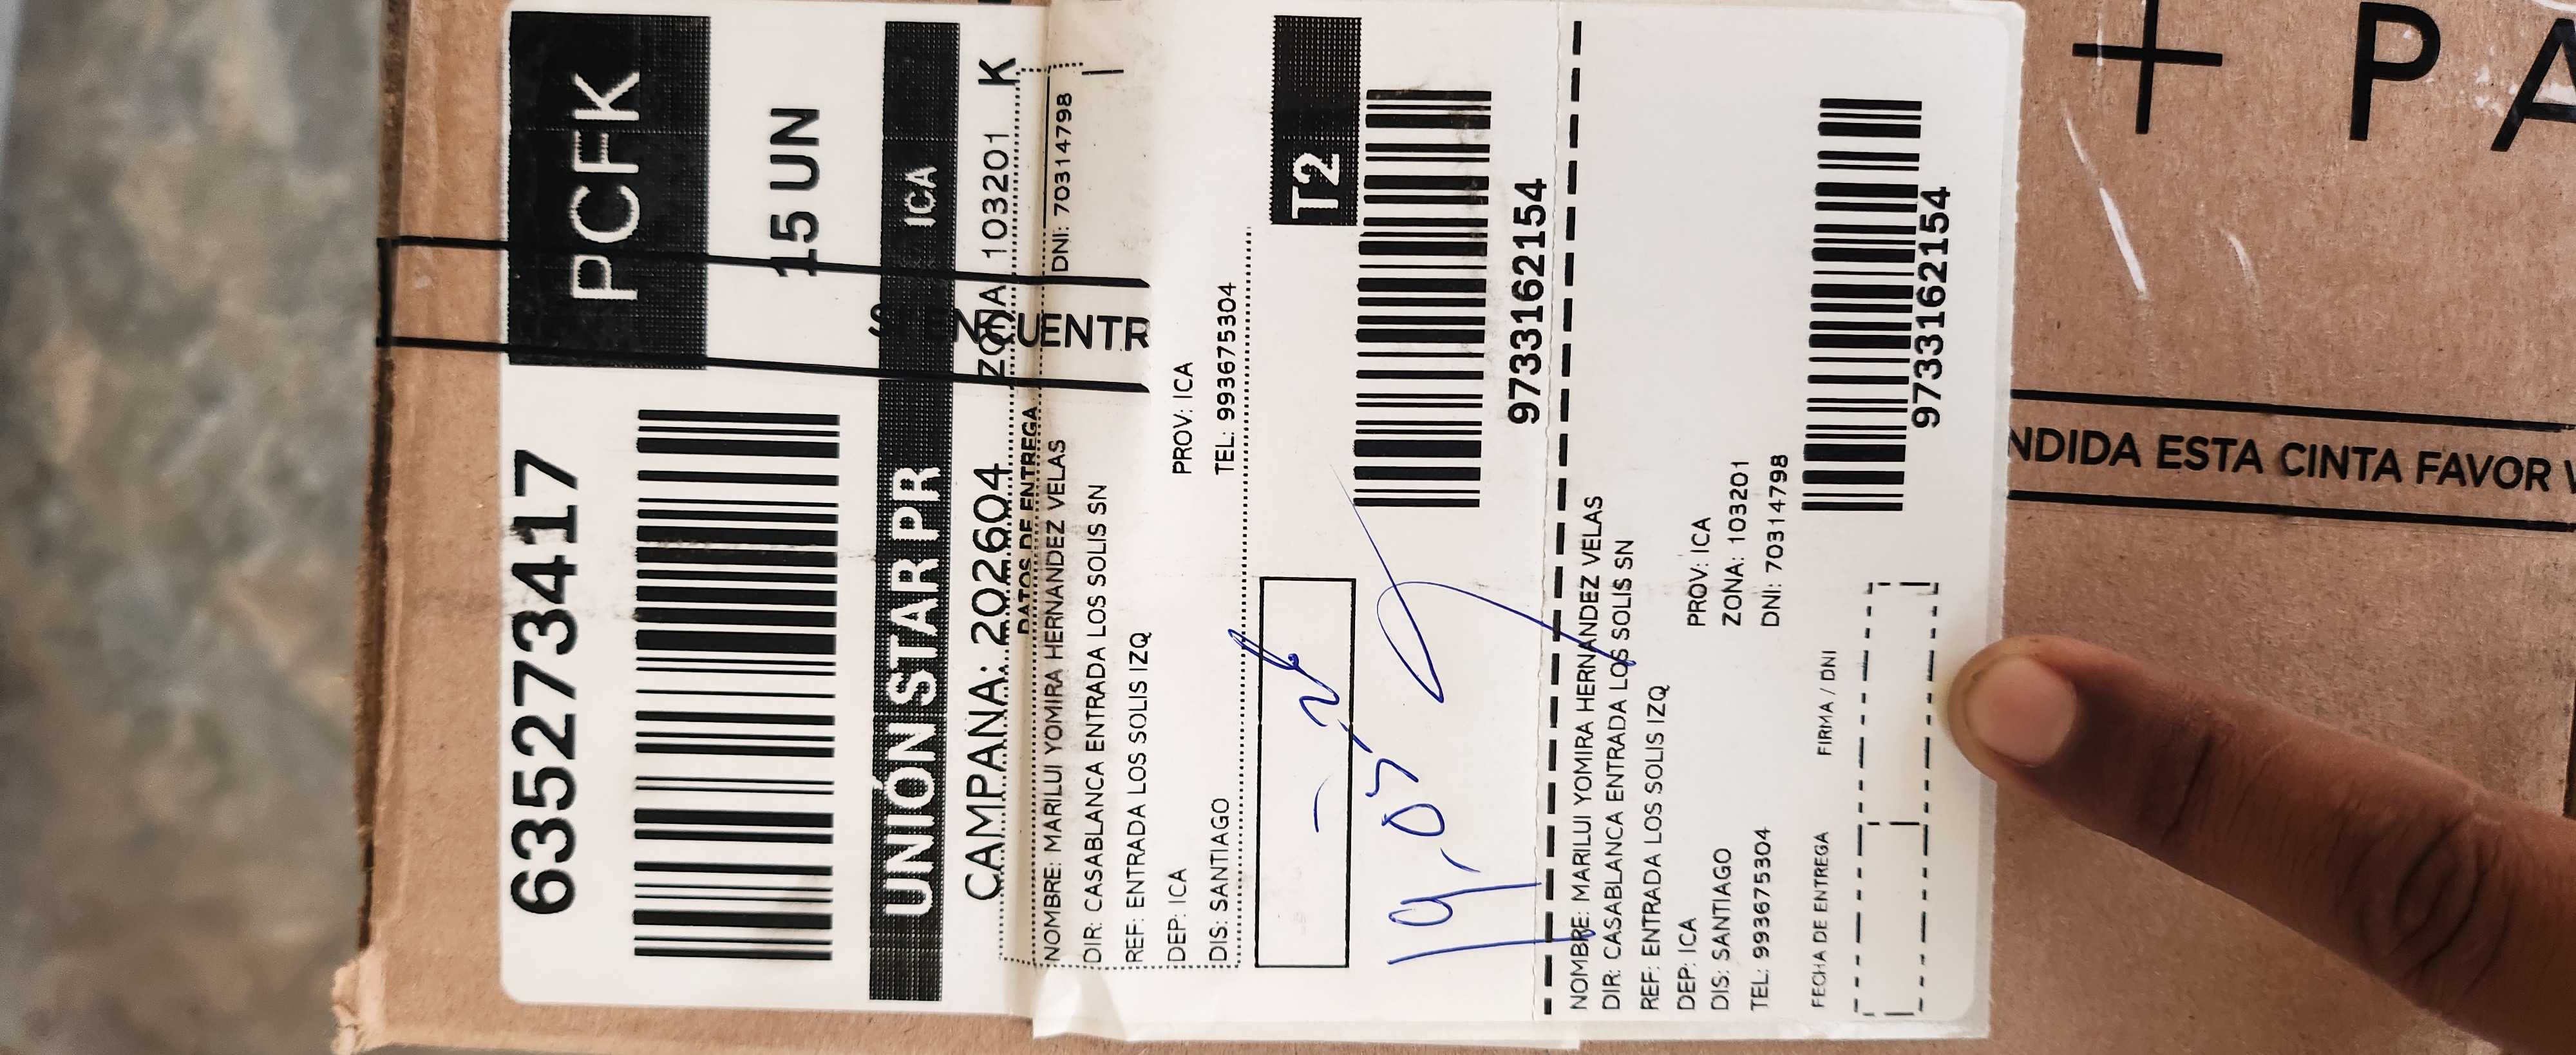 6352733417
PCFK
15 UN
UNIÓN STAR PR ICA
CAMPANA: 202604 ZONA 103201 K
DATOS DE ENTREGA
NOMBRE: MARILUI YOMIRA HERNANDEZ VELAS DNI: 70314798
UENTR
DIR: CASABLANCA ENTRADA LOS SOLIS SN
REF: ENTRADA LOS SOLIS IZQ
DEP: ICA PROV: ICA
DIS: SANTIAGO TEL: 993675304
T2
9733162154
NOMBRE: MARILUI YOMIRA HERNANDEZ VELAS
DIR: CASABLANCA ENTRADA LOS SOLIS SN
REF: ENTRADA LOS SOLIS IZQ
DEP: ICA PROV: ICA
DIS: SANTIAGO ZONA: 103201
TEL: 993675304 DNI: 70314798
FECHA DE ENTREGA FIRMA / DNI
9733162154
+ PA
NDIDA ESTA CINTA FAVOR V